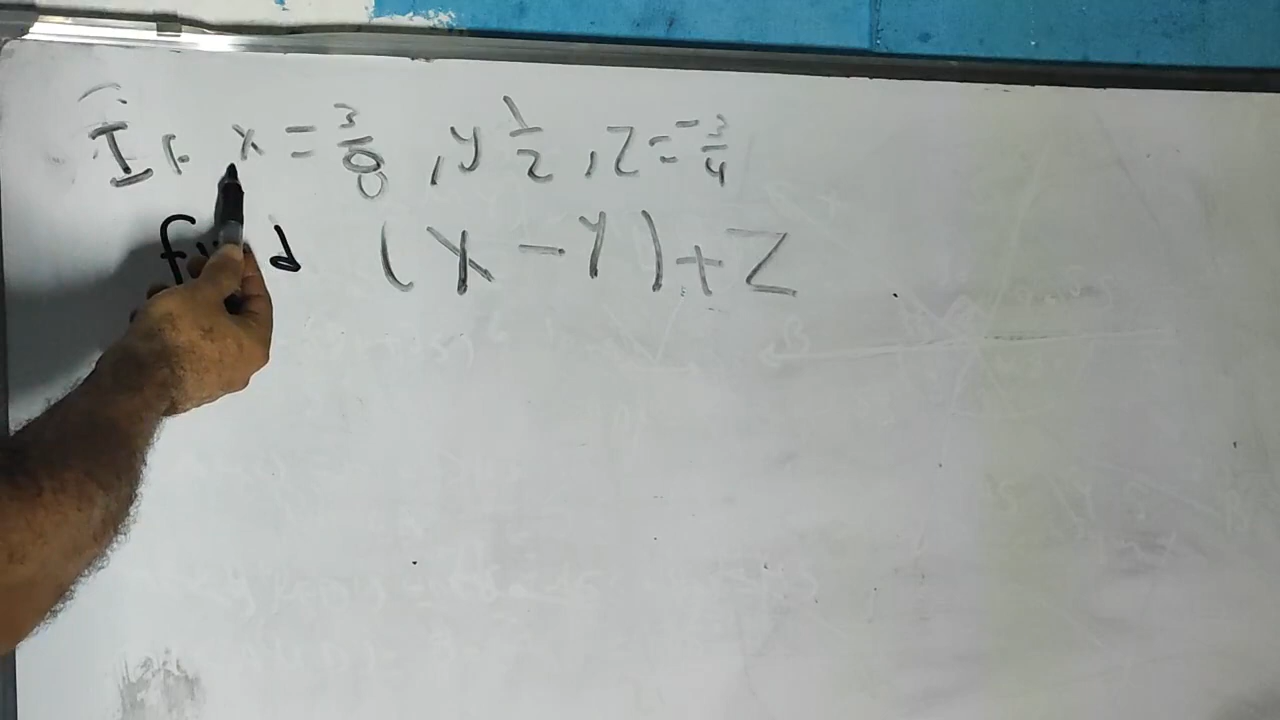 If x = 3/8 , y 1/2 , Z = -3/4
find (x - y) + Z